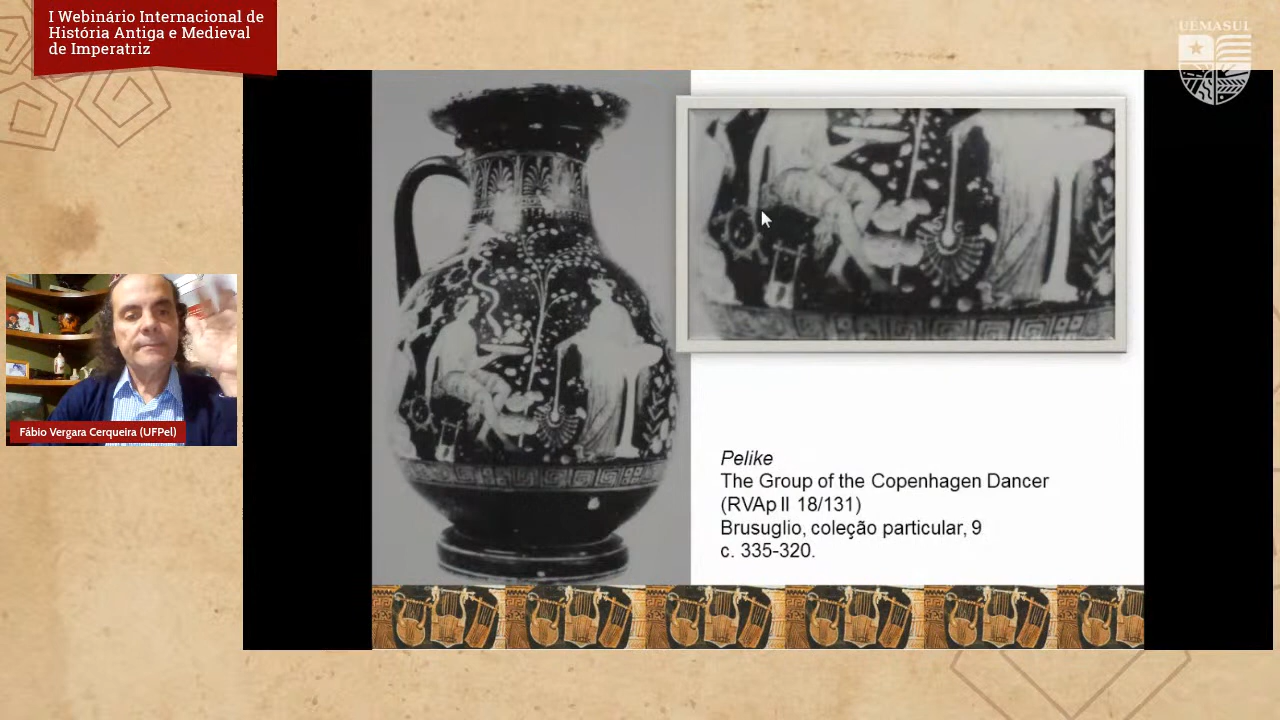 I Webinário Internacional de
História Antiga e Medieval
de Imperatriz
UEMASUL
Fábio Vergara Cerqueira (UFPel)
Pelike
The Group of the Copenhagen Dancer
(RVAp II 18/131)
Brusuglio, coleção particular, 9
c. 335-320.